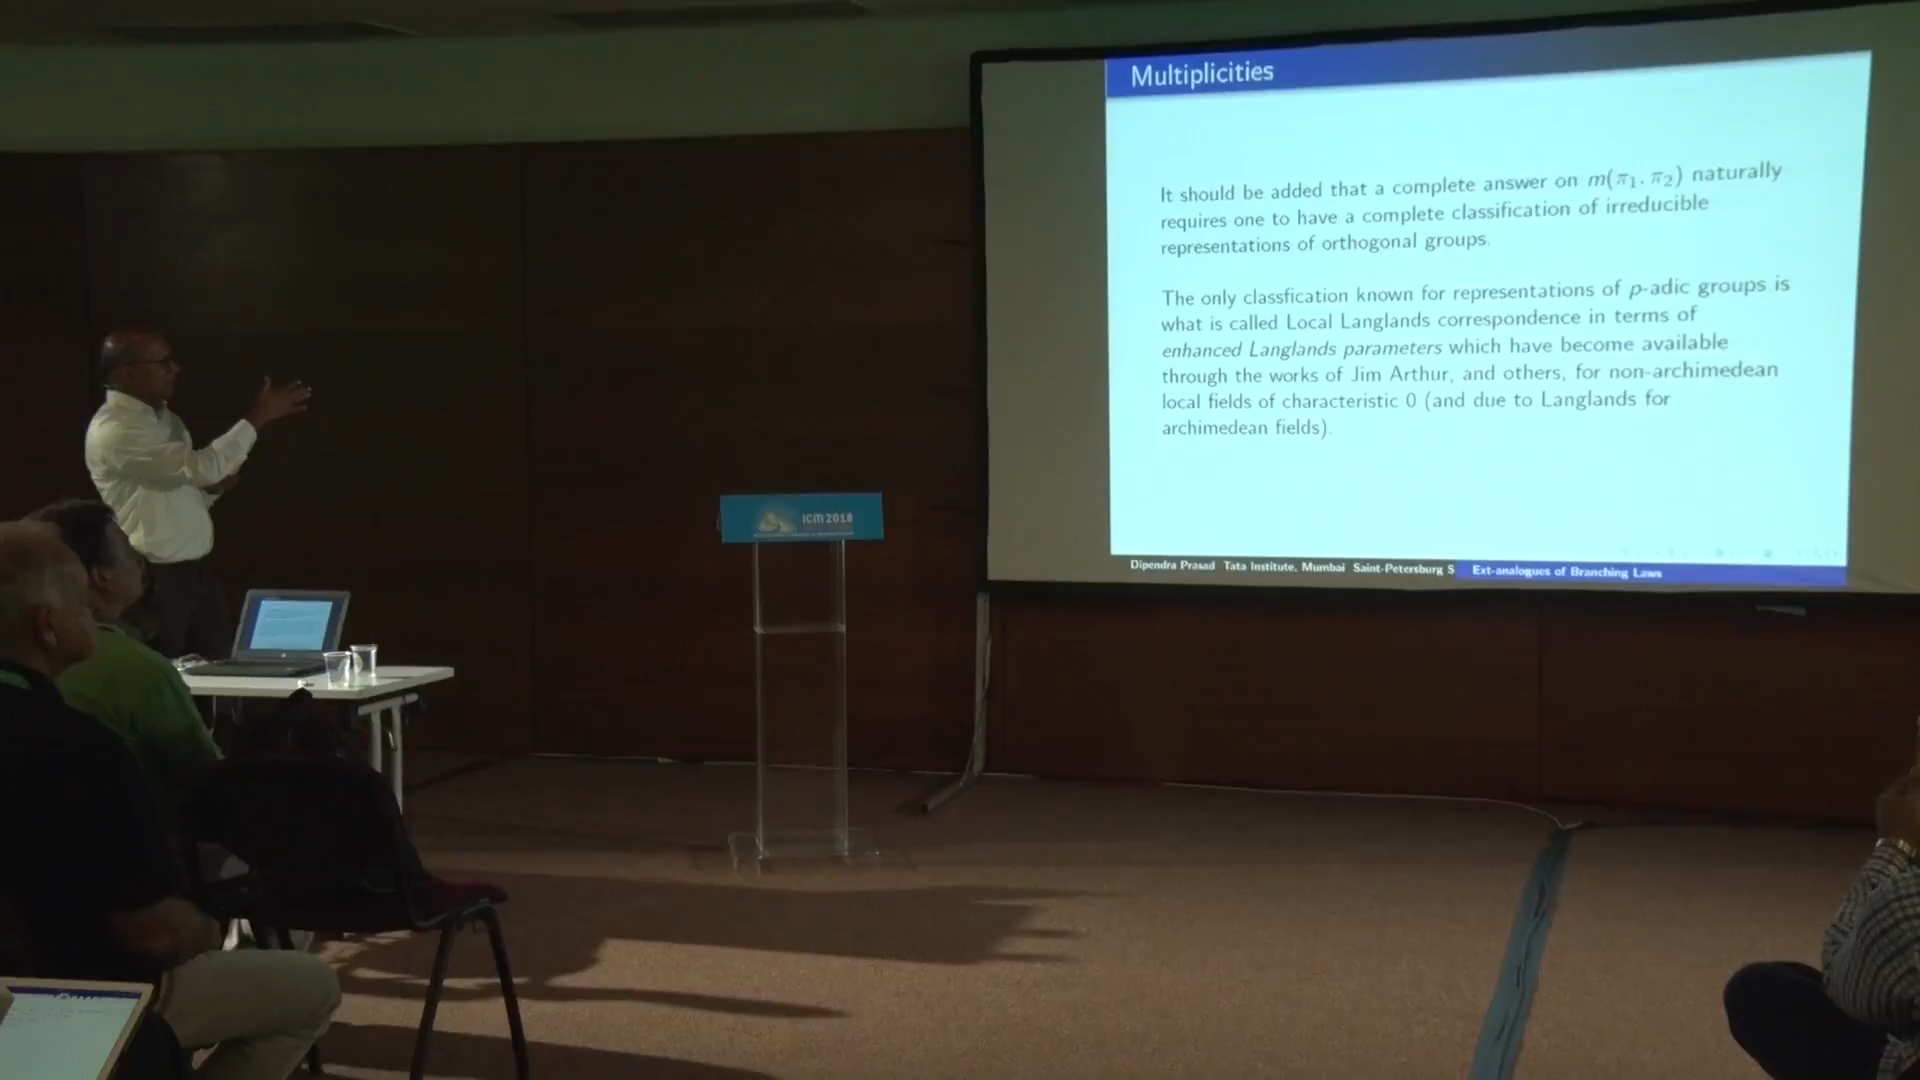 Multiplicities
It should be added that a complete answer on m(π₁, π₂) naturally
requires one to have a complete classification of irreducible
representations of orthogonal groups.
The only classfication known for representations of p-adic groups is
what is called Local Langlands correspondence in terms of
enhanced Langlands parameters which have become available
through the works of Jim Arthur, and others, for non-archimedean
local fields of characteristic 0 (and due to Langlands for
archimedean fields).
Dipendra Prasad Tata Institute, Mumbai Saint-Petersburg S
Ext-analogues of Branching Laws
ICM 2018